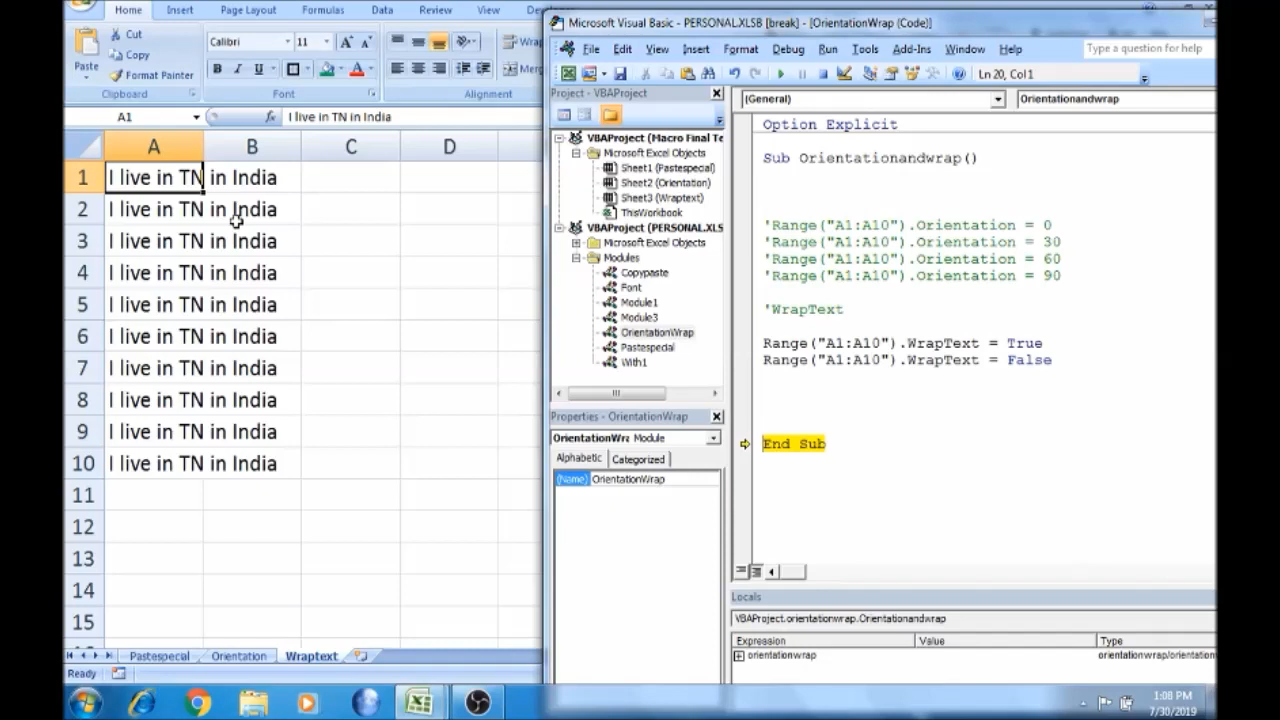 Home Insert Page Layout Formulas Data Review View
Cut
Copy
Format Painter
Paste
Calibri 11
B I U
Clipboard Font Alignment
A1 fx I live in TN in India
A B C D
1 I live in TN in India
2 I live in TN in India
3 I live in TN in India
4 I live in TN in India
5 I live in TN in India
6 I live in TN in India
7 I live in TN in India
8 I live in TN in India
9 I live in TN in India
10 I live in TN in India
11
12
13
14
15
Pastespecial Orientation Wraptext
Ready
Microsoft Visual Basic - PERSONAL.XLSB [break] - [OrientationWrap (Code)]
File Edit View Insert Format Debug Run Tools Add-Ins Window Help
Type a question for help
Ln 20, Col 1
Project - VBAProject
VBAProject (Macro Final Te
Microsoft Excel Objects
Sheet1 (Pastespecial)
Sheet2 (Orientation)
Sheet3 (Wraptext)
ThisWorkbook
VBAProject (PERSONAL.XLS
Microsoft Excel Objects
Modules
Copypaste
Font
Module1
Module3
OrientationWrap
Pastespecial
With1
Properties - OrientationWrap
OrientationWra Module
Alphabetic Categorized
(Name) OrientationWrap
(General) Orientationandwrap
Option Explicit
Sub Orientationandwrap()
'Range("A1:A10").Orientation = 0
'Range("A1:A10").Orientation = 30
'Range("A1:A10").Orientation = 60
'Range("A1:A10").Orientation = 90
'WrapText
Range("A1:A10").WrapText = True
Range("A1:A10").WrapText = False
End Sub
Locals
VBAProject.orientationwrap.Orientationandwrap
Expression Value Type
orientationwrap orientationwrap/orientation
1:08 PM
7/30/2019